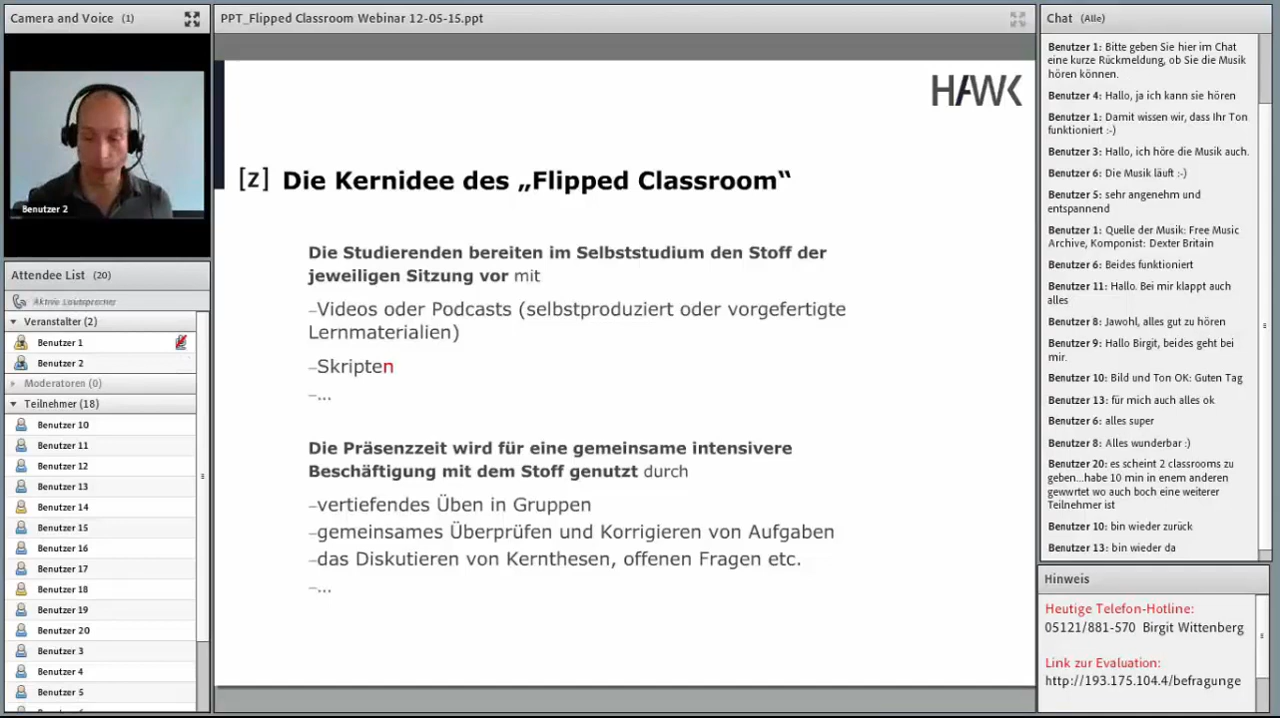 Camera and Voice (1)
Benutzer 2
Attendee List (20)
Aktive Lautsprecher
Veranstalter (2)
Benutzer 1
Benutzer 2
Moderatoren (0)
Teilnehmer (18)
Benutzer 10
Benutzer 11
Benutzer 12
Benutzer 13
Benutzer 14
Benutzer 15
Benutzer 16
Benutzer 17
Benutzer 18
Benutzer 19
Benutzer 20
Benutzer 3
Benutzer 4
Benutzer 5
PPT_Flipped Classroom Webinar 12-05-15.ppt
HAWK
[z] Die Kernidee des „Flipped Classroom“
Die Studierenden bereiten im Selbststudium den Stoff der
jeweiligen Sitzung vor mit
–Videos oder Podcasts (selbstproduziert oder vorgefertigte
Lernmaterialien)
–Skripten
–...
Die Präsenzzeit wird für eine gemeinsame intensivere
Beschäftigung mit dem Stoff genutzt durch
–vertiefendes Üben in Gruppen
–gemeinsames Überprüfen und Korrigieren von Aufgaben
–das Diskutieren von Kernthesen, offenen Fragen etc.
–...
Chat (Alle)
Benutzer 1: Bitte geben Sie hier im Chat
eine kurze Rückmeldung, ob Sie die Musik
hören können.
Benutzer 4: Hallo, ja ich kann sie hören
Benutzer 1: Damit wissen wir, dass Ihr Ton
funktioniert :-)
Benutzer 3: Hallo, ich höre die Musik auch.
Benutzer 6: Die Musik läuft :-)
Benutzer 5: sehr angenehm und
entspannend
Benutzer 1: Quelle der Musik: Free Music
Archive, Komponist: Dexter Britain
Benutzer 6: Beides funktioniert
Benutzer 11: Hallo. Bei mir klappt auch
alles
Benutzer 8: Jawohl, alles gut zu hören
Benutzer 9: Hallo Birgit, beides geht bei
mir.
Benutzer 10: Bild und Ton OK: Guten Tag
Benutzer 13: für mich auch alles ok
Benutzer 6: alles super
Benutzer 8: Alles wunderbar :)
Benutzer 20: es scheint 2 classrooms zu
geben...habe 10 min in enem anderen
gewwrtet wo auch boch eine weiterer
Teilnehmer ist
Benutzer 10: bin wieder zurück
Benutzer 13: bin wieder da
Hinweis
Heutige Telefon-Hotline:
05121/881-570 Birgit Wittenberg
Link zur Evaluation:
http://193.175.104.4/befragunge